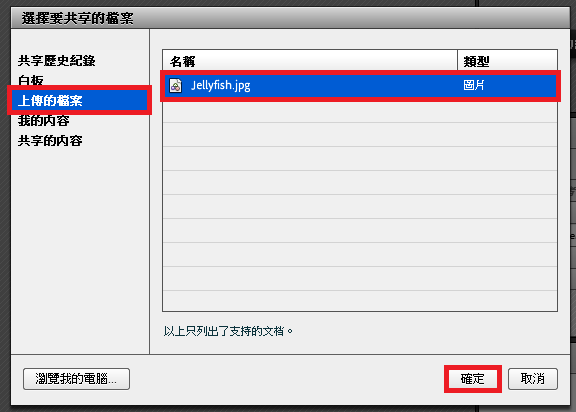 選擇要共享的檔案
共享歷史紀錄
白板
上傳的檔案
我的內容
共享的內容
名稱 類型
Jellyfish.jpg 圖片
以上只列出了支持的文档。
瀏覽我的電腦... 確定 取消